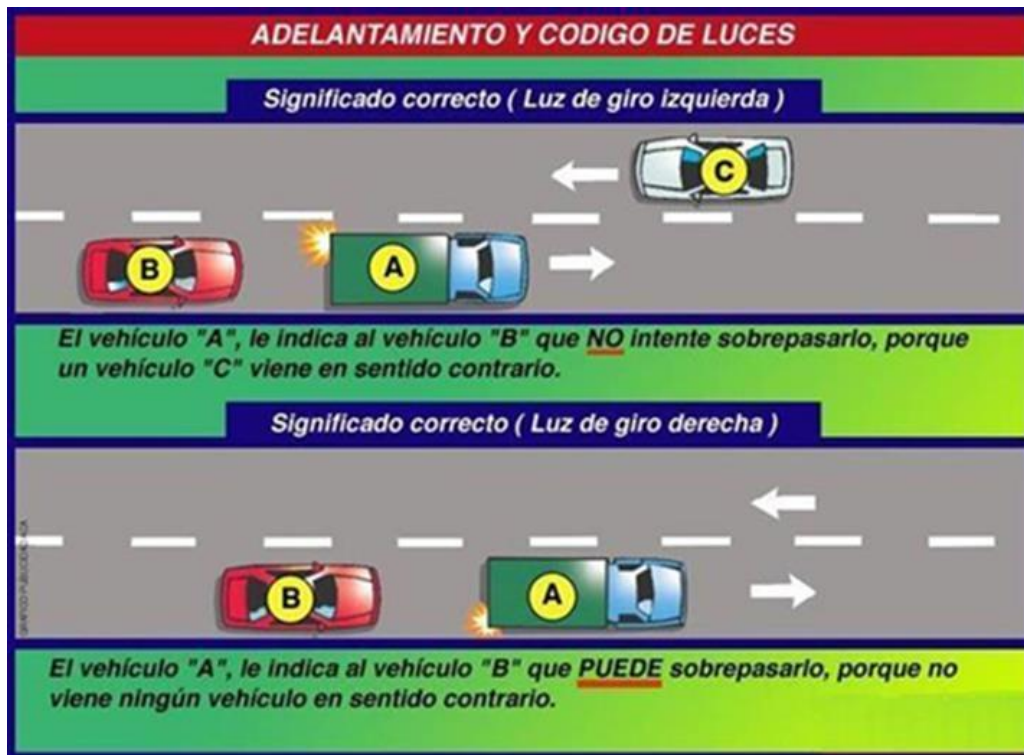 ADELANTAMIENTO Y CODIGO DE LUCES
Significado correcto ( Luz de giro izquierda )
C
B
A
El vehículo "A", le indica al vehículo "B" que NO intente sobrepasarlo, porque
un vehículo "C" viene en sentido contrario.
Significado correcto ( Luz de giro derecha )
B
A
El vehículo "A", le indica al vehículo "B" que PUEDE sobrepasarlo, porque no
viene ningún vehículo en sentido contrario.